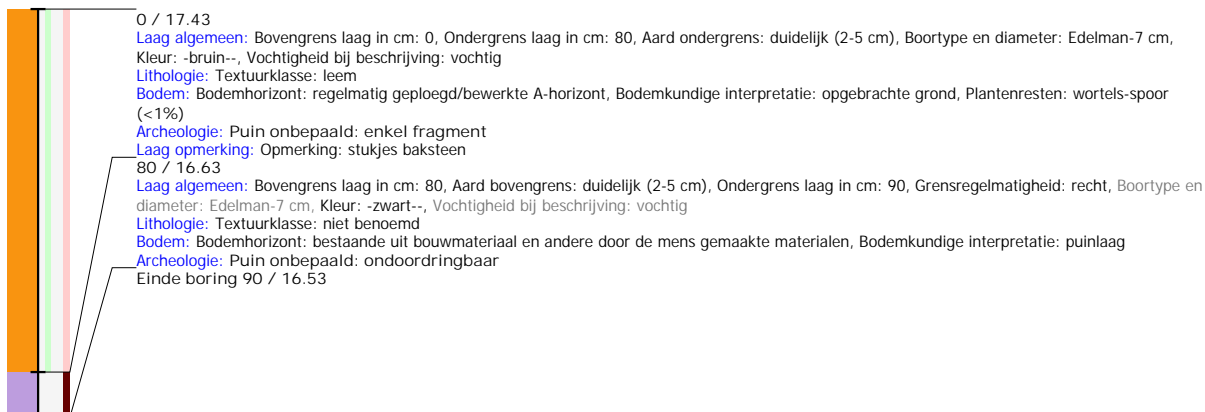 0 / 17.43
Laag algemeen: Bovengrens laag in cm: 0, Ondergrens laag in cm: 80, Aard ondergrens: duidelijk (2-5 cm), Boortype en diameter: Edelman-7 cm,
Kleur: -bruin--, Vochtigheid bij beschrijving: vochtig
Lithologie: Textuurklasse: leem
Bodem: Bodemhorizont: regelmatig geploegd/bewerkte A-horizont, Bodemkundige interpretatie: opgebrachte grond, Plantenresten: wortels-spoor
(<1%)
Archeologie: Puin onbepaald: enkel fragment
Laag opmerking: Opmerking: stukjes baksteen
80 / 16.63
Laag algemeen: Bovengrens laag in cm: 80, Aard bovengrens: duidelijk (2-5 cm), Ondergrens laag in cm: 90, Grensregelmatigheid: recht, Boortype en
diameter: Edelman-7 cm, Kleur: -zwart--, Vochtigheid bij beschrijving: vochtig
Lithologie: Textuurklasse: niet benoemd
Bodem: Bodemhorizont: bestaande uit bouwmateriaal en andere door de mens gemaakte materialen, Bodemkundige interpretatie: puinlaag
Archeologie: Puin onbepaald: ondoordringbaar
Einde boring 90 / 16.53